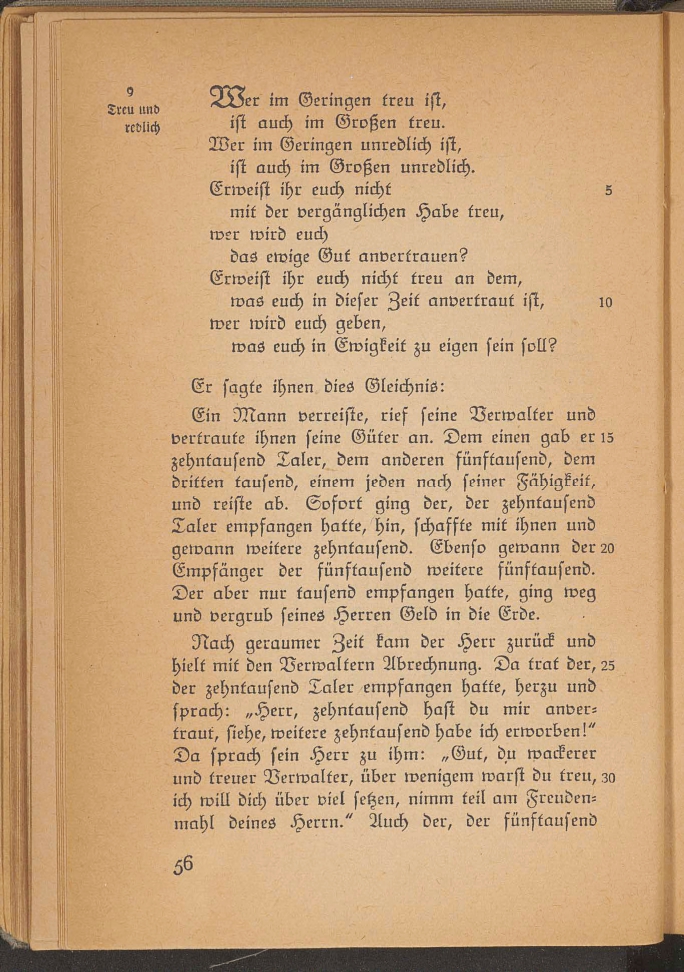 9
Treu und
redlich
Wer im Geringen treu ist,
ist auch im Großen treu.
Wer im Geringen unredlich ist,
ist auch im Großen unredlich.
Erweist ihr euch nicht 5
mit der vergänglichen Habe treu,
wer wird euch
das ewige Gut anvertrauen?
Erweist ihr euch nicht treu an dem,
was euch in dieser Zeit anvertraut ist, 10
wer wird euch geben,
was euch in Ewigkeit zu eigen sein soll?
Er sagte ihnen dies Gleichnis:
Ein Mann verreiste, rief seine Verwalter und
vertraute ihnen seine Güter an. Dem einen gab er 15
zehntausend Taler, dem anderen fünftausend, dem
dritten tausend, einem jeden nach seiner Fähigkeit,
und reiste ab. Sofort ging der, der zehntausend
Taler empfangen hatte, hin, schaffte mit ihnen und
gewann weitere zehntausend. Ebenso gewann der 20
Empfänger der fünftausend weitere fünftausend.
Der aber nur tausend empfangen hatte, ging weg
und vergrub seines Herren Geld in die Erde.
Nach geraumer Zeit kam der Herr zurück und
hielt mit den Verwaltern Abrechnung. Da trat der, 25
der zehntausend Taler empfangen hatte, herzu und
sprach: „Herr, zehntausend hast du mir anver-
traut, siehe, weitere zehntausend habe ich erworben!“
Da sprach sein Herr zu ihm: „Gut, du wackerer
und treuer Verwalter, über wenigem warst du treu, 30
ich will dich über viel setzen, nimm teil am Freuden-
mahl deines Herrn.“ Auch der, der fünftausend
56